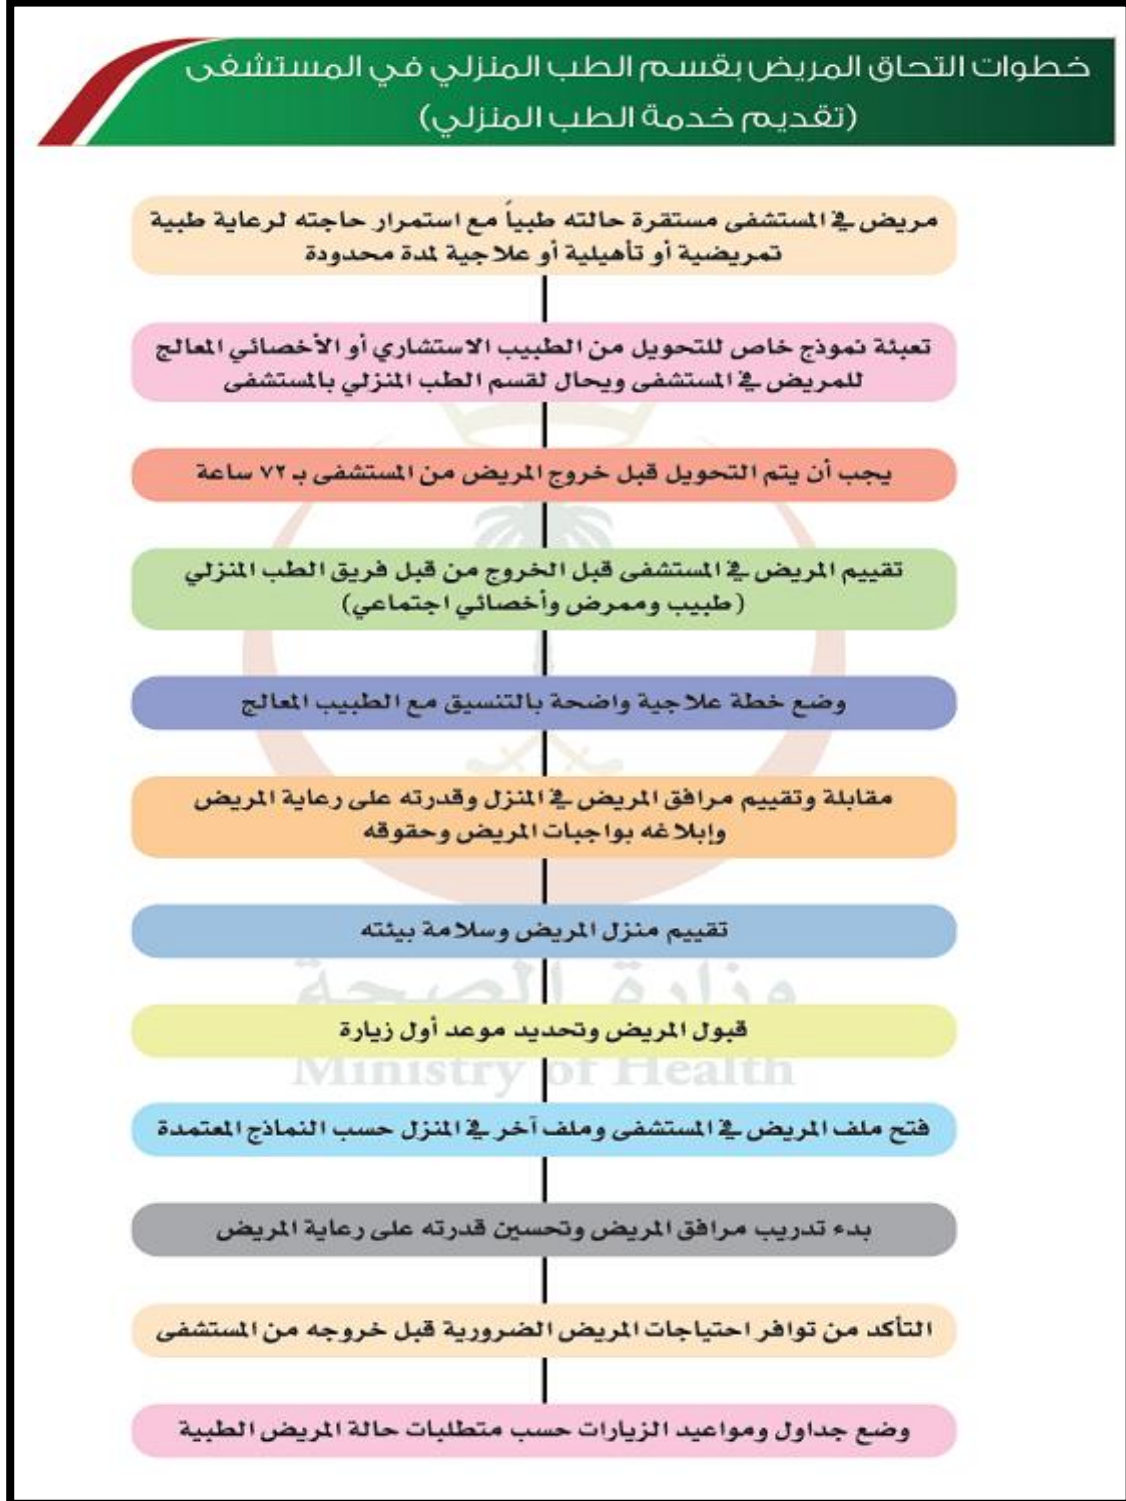 خطوات التحاق المريض بقسم الطب المنزلي في المستشفى
(تقديم خدمة الطب المنزلي)
مريض في المستشفى مستقرة حالته طبياً مع استمرار حاجته لرعاية طبية
تمريضية أو تأهيلية أو علاجية لمدة محدودة
تعبئة نموذج خاص للتحويل من الطبيب الاستشاري أو الأخصائي المعالج
للمريض في المستشفى ويحال لقسم الطب المنزلي بالمستشفى
يجب أن يتم التحويل قبل خروج المريض من المستشفى بـ ٧٢ ساعة
تقييم المريض في المستشفى قبل الخروج من قبل فريق الطب المنزلي
(طبيب وممرض وأخصائي اجتماعي)
وضع خطة علاجية واضحة بالتنسيق مع الطبيب المعالج
مقابلة وتقييم مرافق المريض في المنزل وقدرته على رعاية المريض
وإبلاغه بواجبات المريض وحقوقه
تقييم منزل المريض وسلامة بيئته
وزارة الصحة
قبول المريض وتحديد موعد أول زيارة
Ministry of Health
فتح ملف المريض في المستشفى وملف آخر في المنزل حسب النماذج المعتمدة
بدء تدريب مرافق المريض وتحسين قدرته على رعاية المريض
التأكد من توافر احتياجات المريض الضرورية قبل خروجه من المستشفى
وضع جداول ومواعيد الزيارات حسب متطلبات حالة المريض الطبية